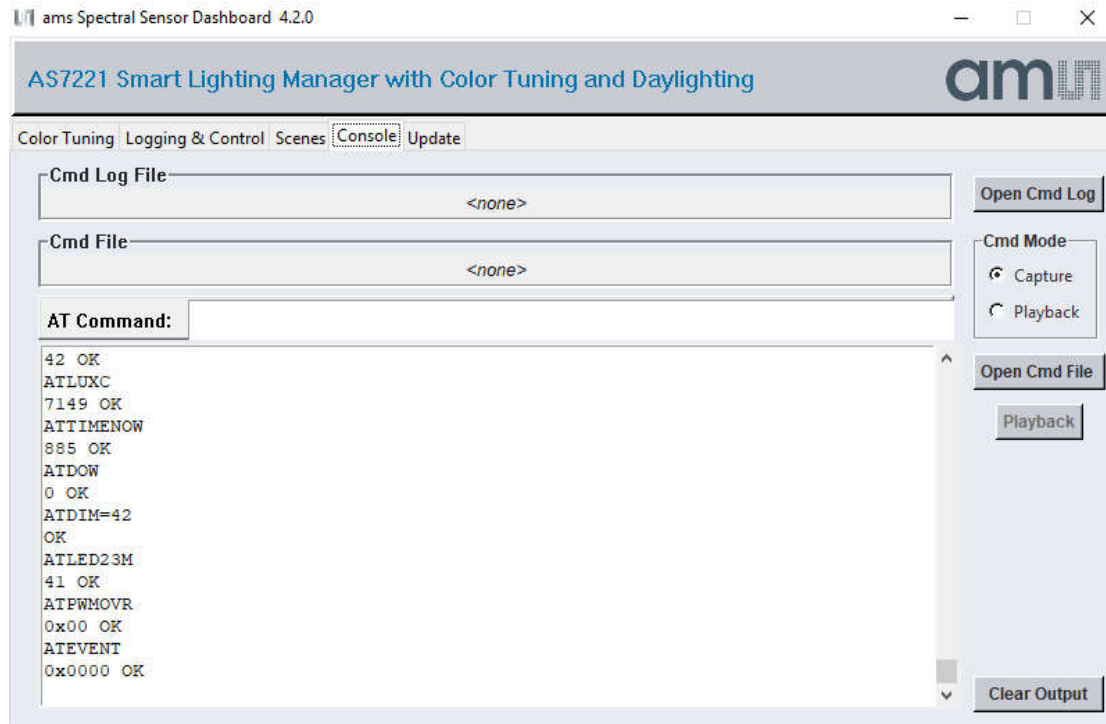 ams Spectral Sensor Dashboard 4.2.0
AS7221 Smart Lighting Manager with Color Tuning and Daylighting
am
Color Tuning Logging & Control Scenes Console Update
Cmd Log File
<none>
Open Cmd Log
Cmd File
<none>
Cmd Mode
Capture
Playback
AT Command:
Open Cmd File
Playback
42 OK
ATLUXC
7149 OK
ATTIMENOW
885 OK
ATDOW
0 OK
ATDIM=42
OK
ATLED23M
41 OK
ATPWMOVR
0x00 OK
ATEVENT
0x0000 OK
Clear Output